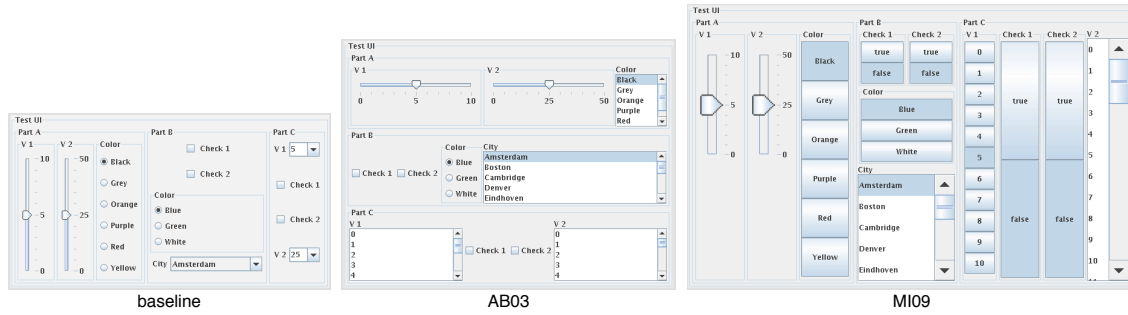 Test UI
Part A
V 1
10
5
0
V 2
50
25
0
Color
Black
Grey
Orange
Purple
Red
Yellow
Part B
Check 1
Check 2
Color
Blue
Green
White
City Amsterdam
Part C
V 1 5
Check 1
Check 2
V 2 25
baseline
Test UI
Part A
V 1
0 5 10
V 2
0 25 50
Color
Black
Grey
Orange
Purple
Red
Part B
Check 1 Check 2
Color
Blue
Green
White
City
Amsterdam
Boston
Cambridge
Denver
Eindhoven
Part C
V 1
0
1
2
3
4
Check 1 Check 2
V 2
0
1
2
3
4
AB03
Test UI
Part A
V 1
10
5
0
V 2
50
25
0
Color
Black
Grey
Orange
Purple
Red
Yellow
Part B
Check 1
true
false
Check 2
true
false
Color
Blue
Green
White
City
Amsterdam
Boston
Cambridge
Denver
Eindhoven
Part C
V 1
0
1
2
3
4
5
6
7
8
9
10
Check 1
true
false
Check 2
true
false
V 2
0
1
2
3
4
5
6
7
8
9
10
MI09